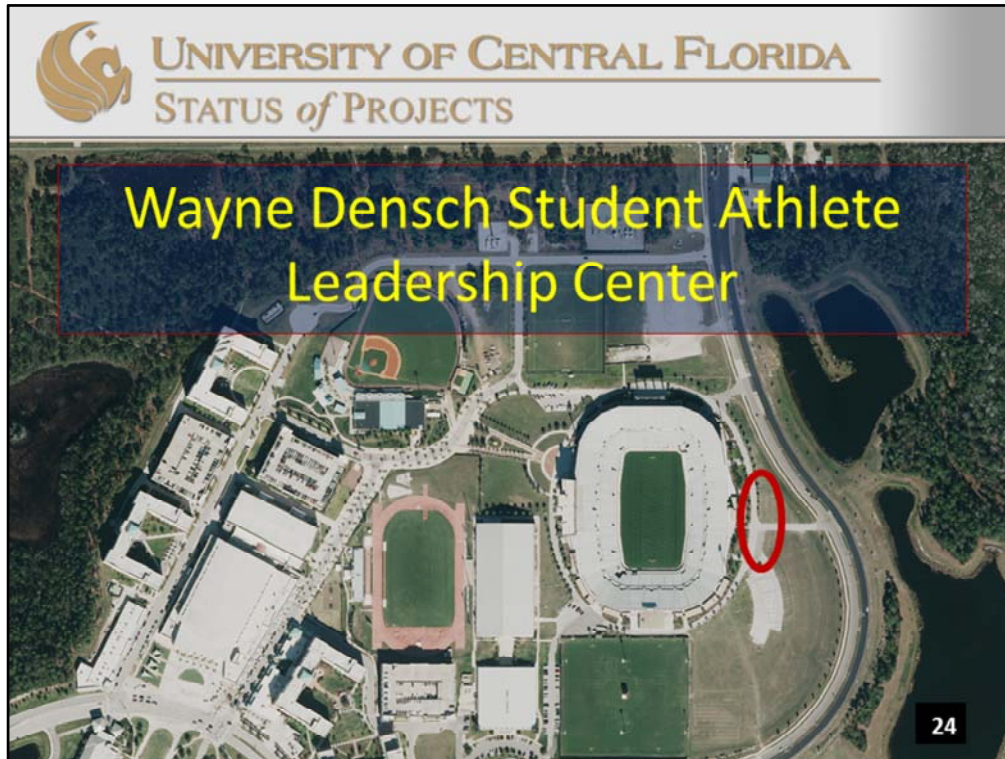 UNIVERSITY OF CENTRAL FLORIDA
STATUS of PROJECTS
Wayne Densch Student Athlete
Leadership Center
24